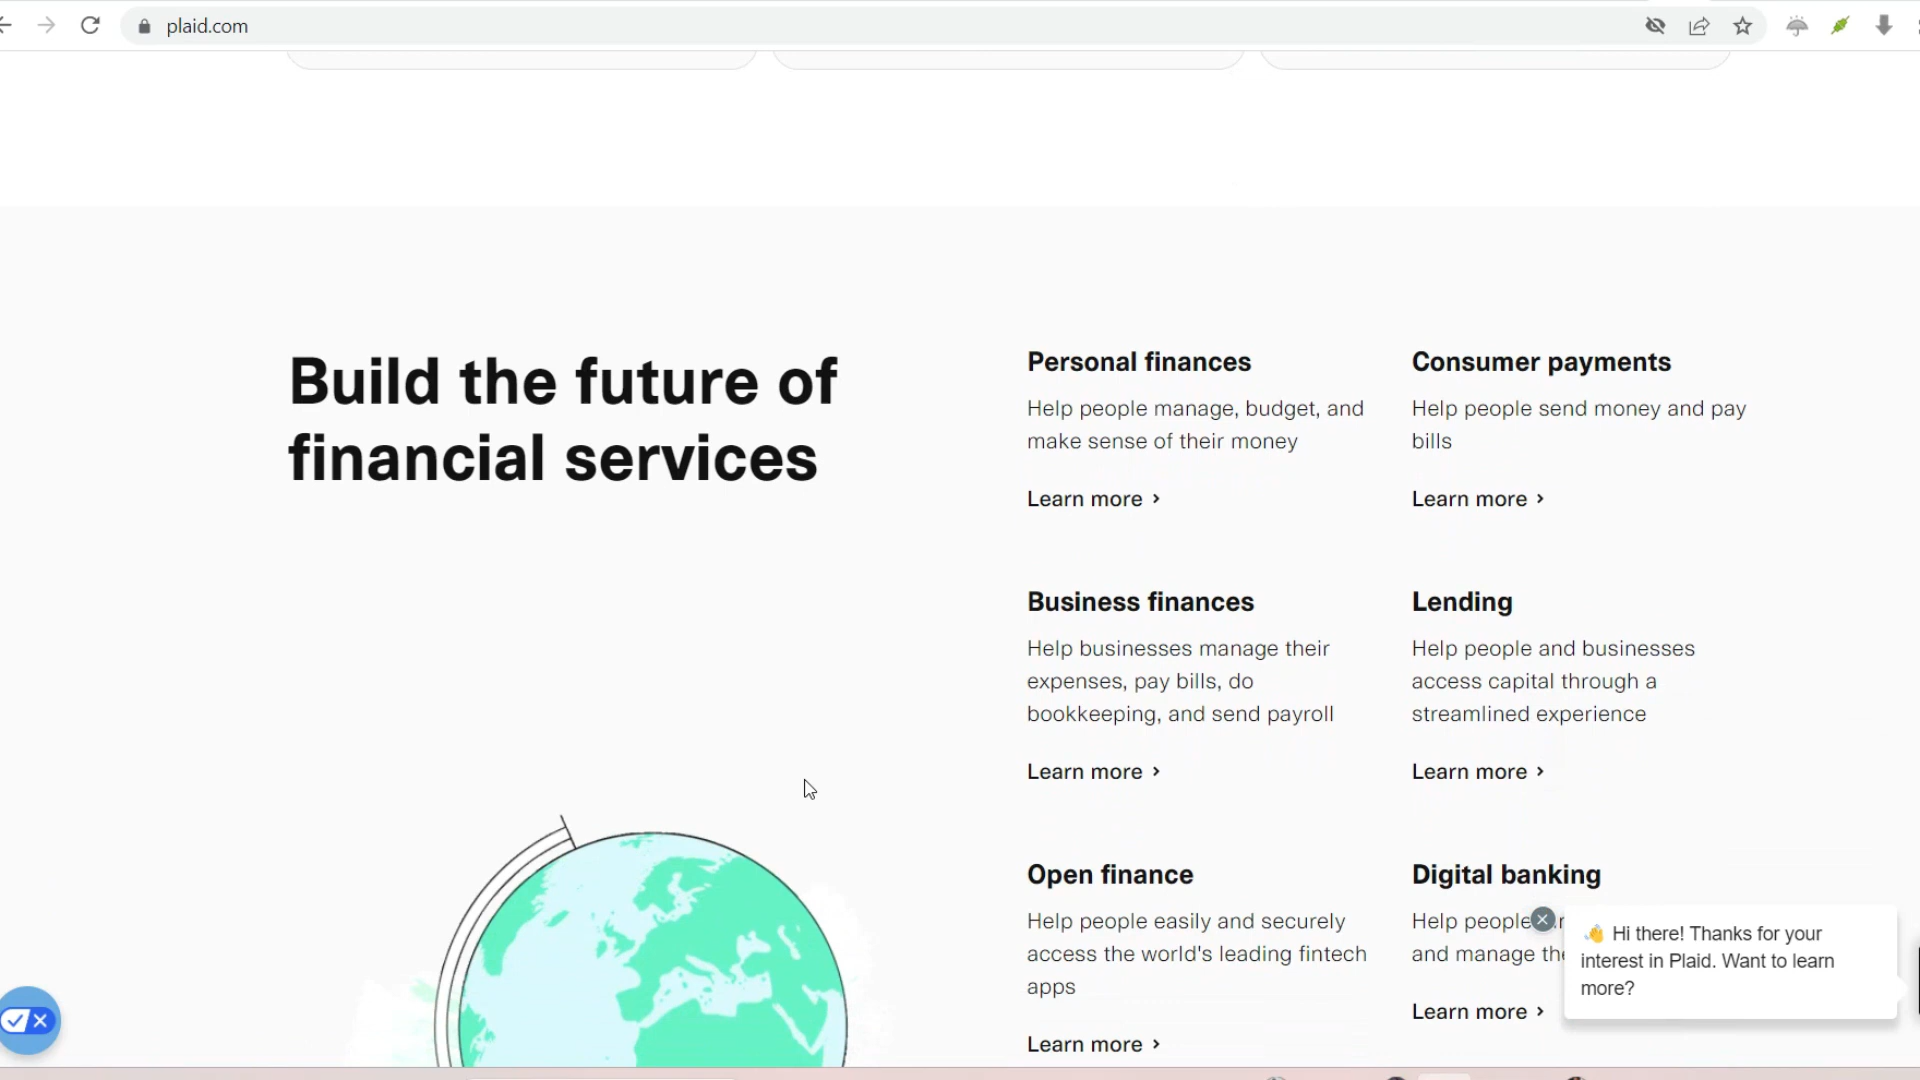 plaid.com
Build the future of
financial services
Personal finances
Help people manage, budget, and
make sense of their money
Learn more
Consumer payments
Help people send money and pay
bills
Learn more
Business finances
Help businesses manage their
expenses, pay bills, do
bookkeeping, and send payroll
Learn more
Lending
Help people and businesses
access capital through a
streamlined experience
Learn more
Open finance
Help people easily and securely
access the world's leading fintech
apps
Learn more
Digital banking
Help people
and manage
Learn more
👋 Hi there! Thanks for your
interest in Plaid. Want to learn
more?